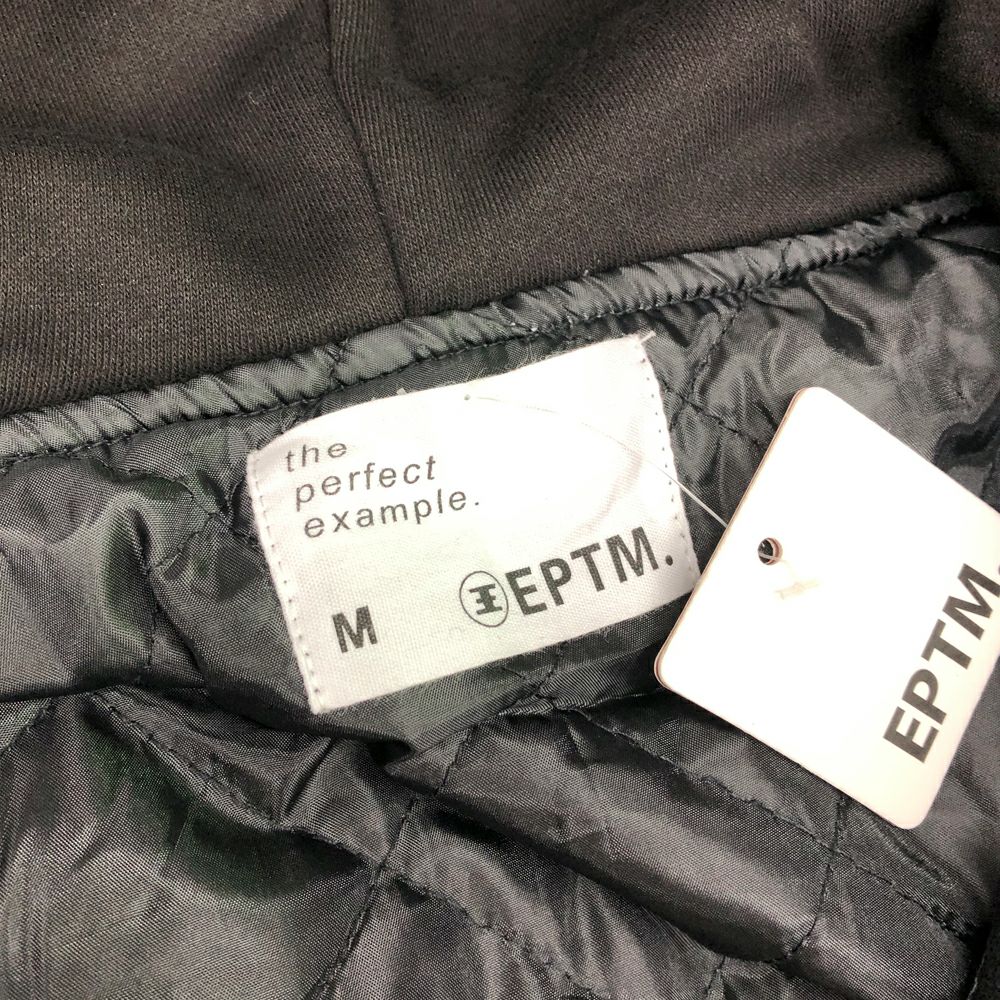 the
perfect
example.
M EPTM.
EPTM.